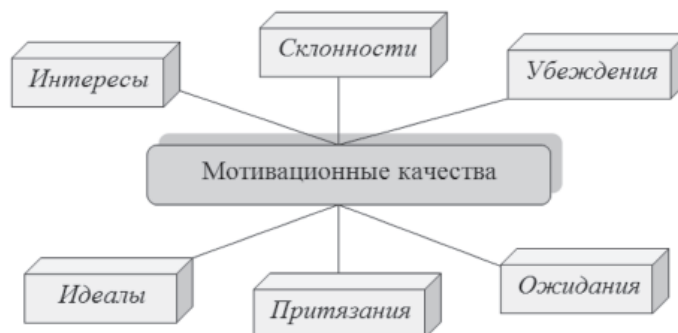 Интересы
Склонности
Убеждения
Мотивационные качества
Идеалы
Притязания
Ожидания